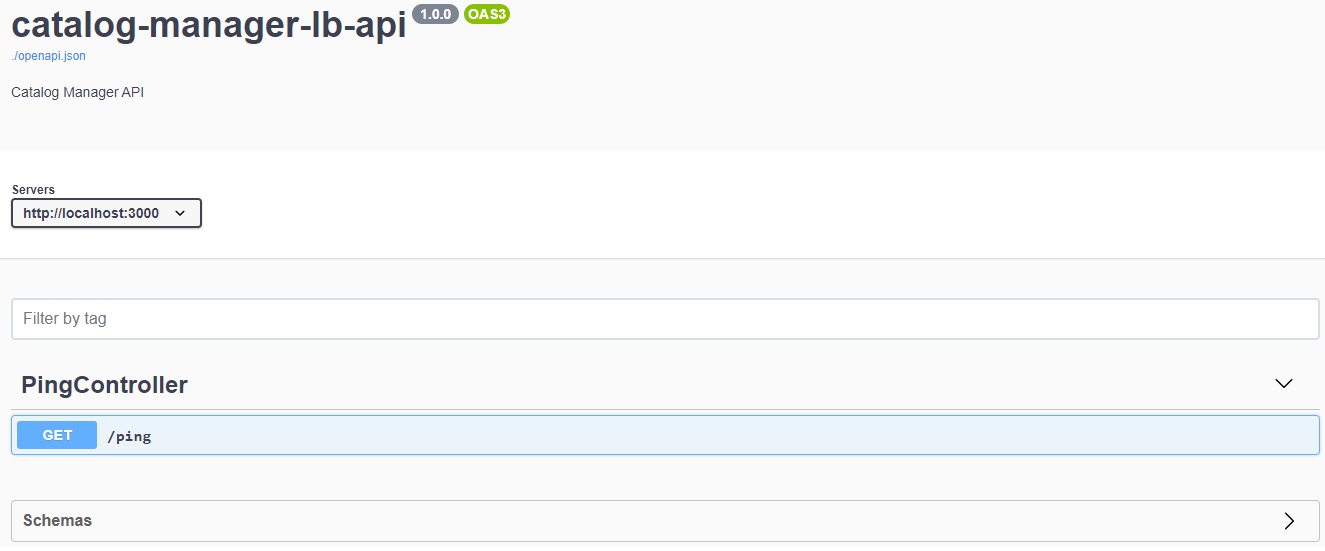 catalog-manager-lb-api 1.0.0 OAS3
./openapi.json
Catalog Manager API
Servers
http://localhost:3000
Filter by tag
PingController
GET /ping
Schemas